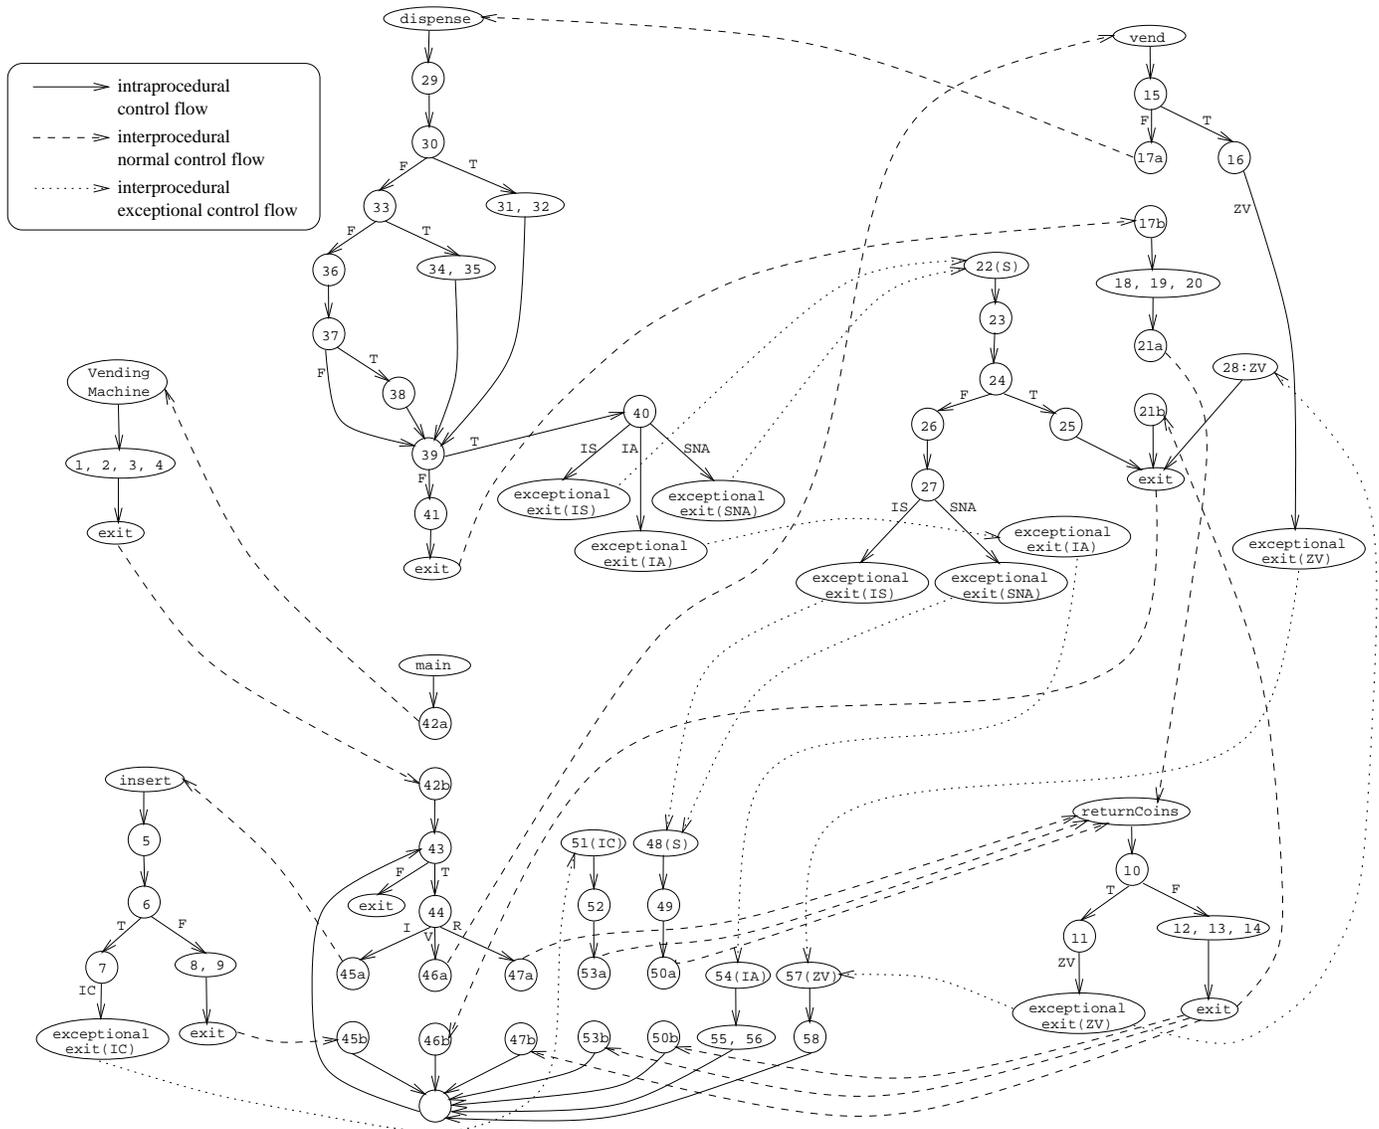 dispense
vend
intraprocedural
control flow
interprocedural
normal control flow
interprocedural
exceptional control flow
29
15
F
T
30
17a
16
F
T
33
31, 32
ZV
17b
F
T
36
34, 35
22(S)
18, 19, 20
23
37
21a
T
F
Vending
Machine
24
28:ZV
38
F
T
40
21b
26
25
39
T
IS
IA
SNA
1, 2, 3, 4
F
exit
27
exceptional
exit(IS)
exceptional
exit(SNA)
IS
SNA
41
exit
exceptional
exit(IA)
exceptional
exit(IA)
exceptional
exit(ZV)
exit
exceptional
exit(IS)
exceptional
exit(SNA)
main
42a
insert
42b
returnCoins
5
43
51(IC)
48(S)
F
T
10
6
exit
44
52
49
T
F
T
F
I
V
R
12, 13, 14
7
8, 9
11
45a
46a
47a
53a
50a
54(IA)
57(ZV)
ZV
IC
exceptional
exit(IC)
exit
45b
46b
47b
53b
50b
55, 56
58
exceptional
exit(ZV)
exit